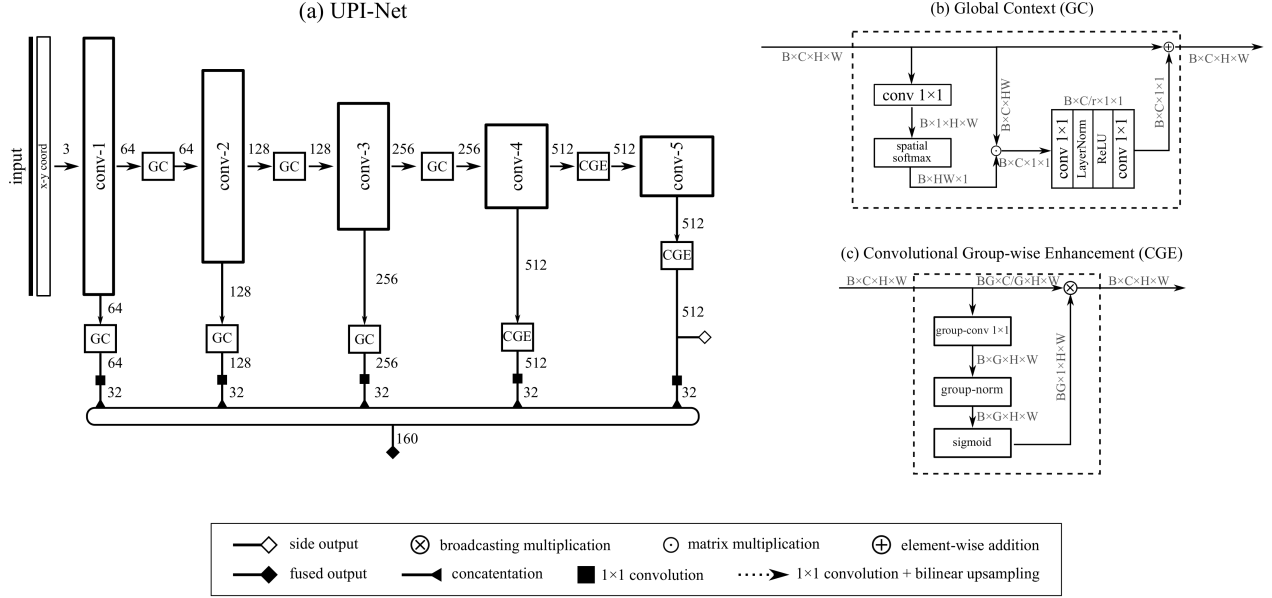 (a) UPI-Net
input
x-y coord
3
conv-1
64
GC
64
conv-2
128
GC
128
conv-3
256
GC
256
conv-4
512
CGE
512
conv-5
64
GC
64
32
128
GC
128
32
256
GC
256
32
512
CGE
512
32
512
CGE
512
32
160
(b) Global Context (GC)
B×C×H×W
conv 1×1
B×1×H×W
spatial
softmax
B×HW×1
B×C×HW
B×C×1×1
B×C/r×1×1
conv 1×1
LayerNorm
ReLU
conv 1×1
B×C×1×1
B×C×H×W
(c) Convolutional Group-wise Enhancement (CGE)
B×C×H×W
BG×C/G×H×W
B×C×H×W
group-conv 1×1
B×G×H×W
group-norm
B×G×H×W
sigmoid
BG×1×H×W
side output
broadcasting multiplication
matrix multiplication
element-wise addition
fused output
concatentation
1×1 convolution
1×1 convolution + bilinear upsampling